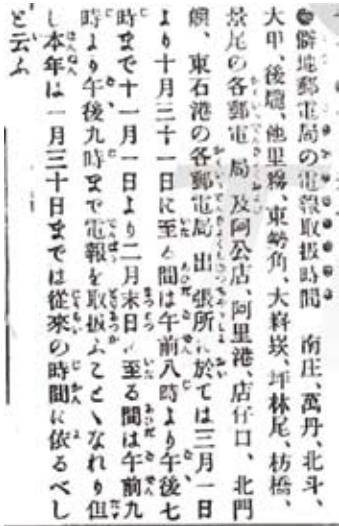 ●僻地郵電局の電報取扱時間 南庄、萬丹、北斗、
大甲、後壠、他里霧、東勢角、大嵙崁、坪林尾、枋橋、
景尾の各郵電局及阿公店、阿里港、店仔口、北門
嶼、東石港の各郵電局出張所に於ては三月一日
より十月三十一日に至る間は午前八時より午後七
時まで十一月一日より二月末日に至る間は午前九
時より午後九時まで電報を取扱ふことゝなれり但
し本年は一月三十日までは從來の時間に依るべし
と云ふ